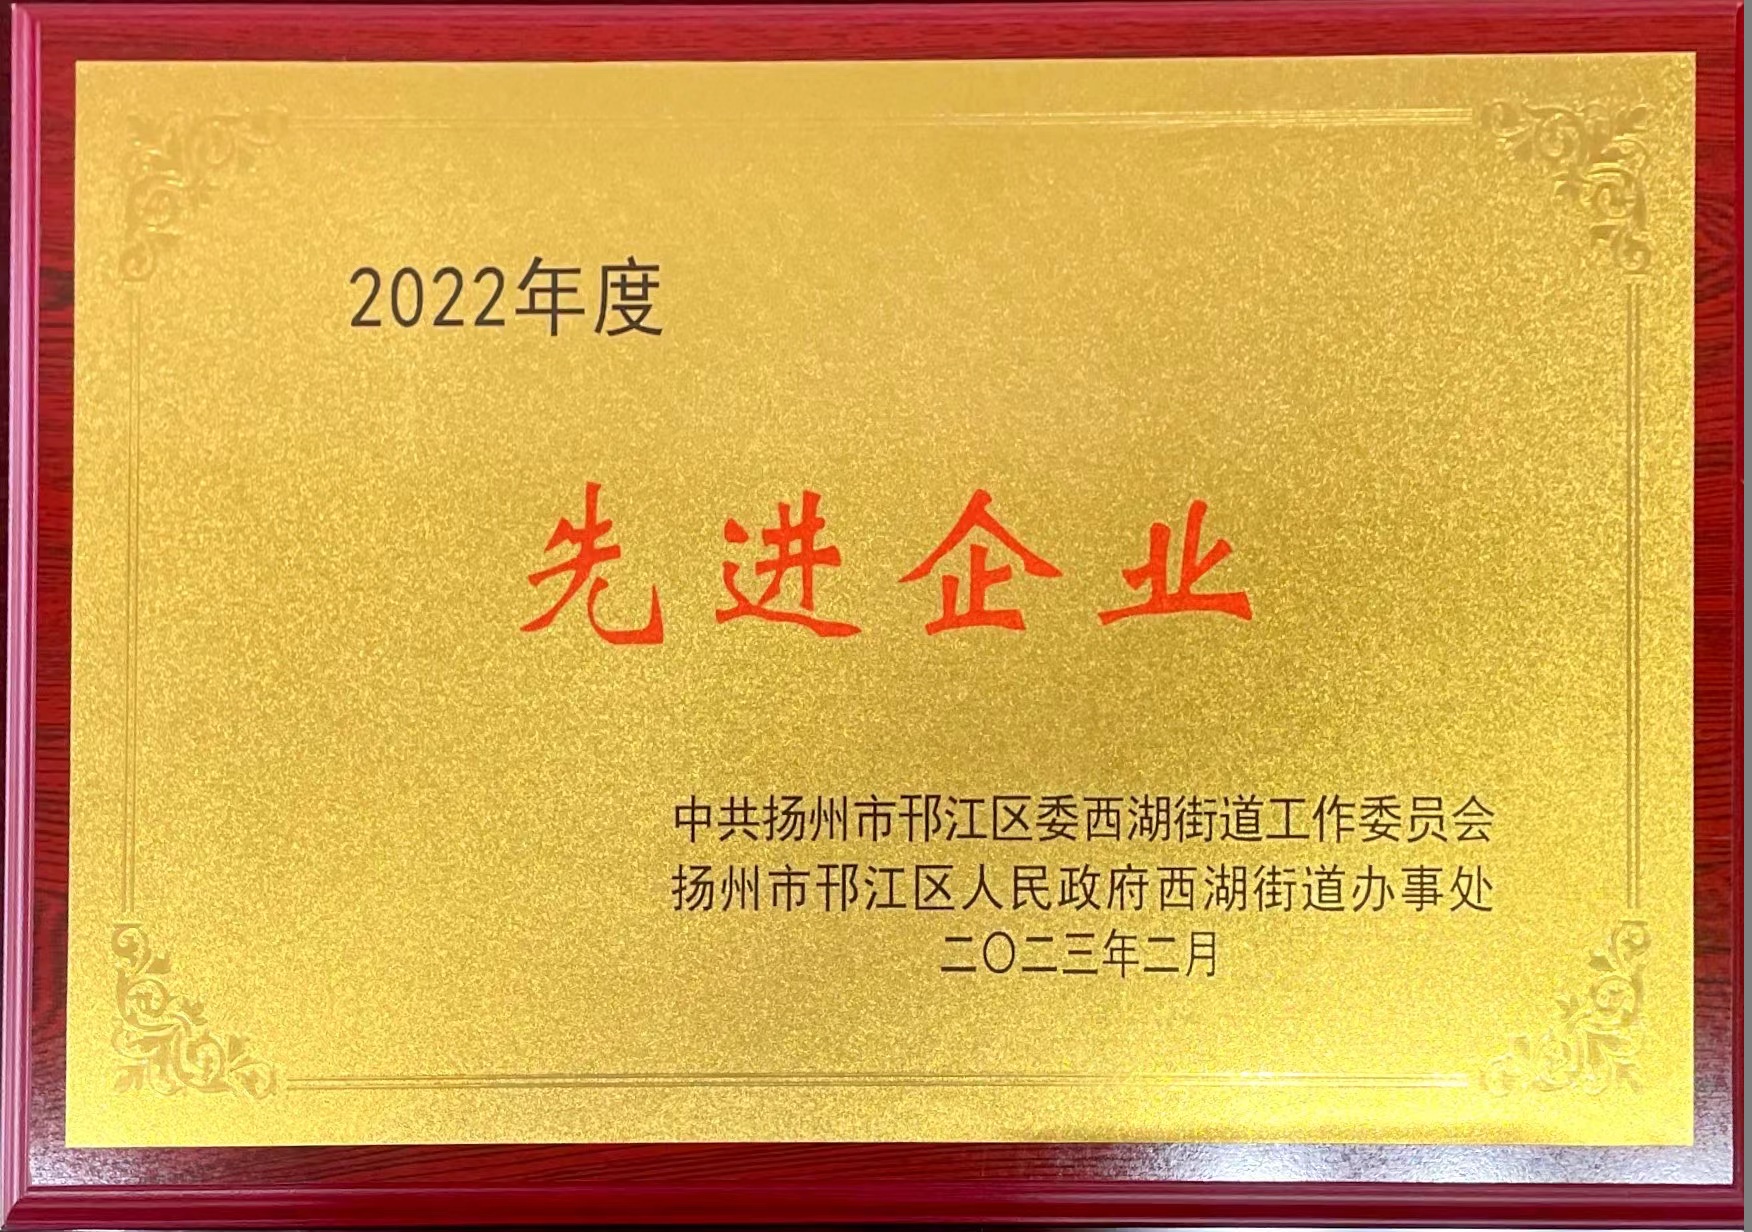 2022年度
先进企业
中共扬州市邗江区委西湖街道工作委员会
扬州市邗江区人民政府西湖街道办事处
二〇二三年二月